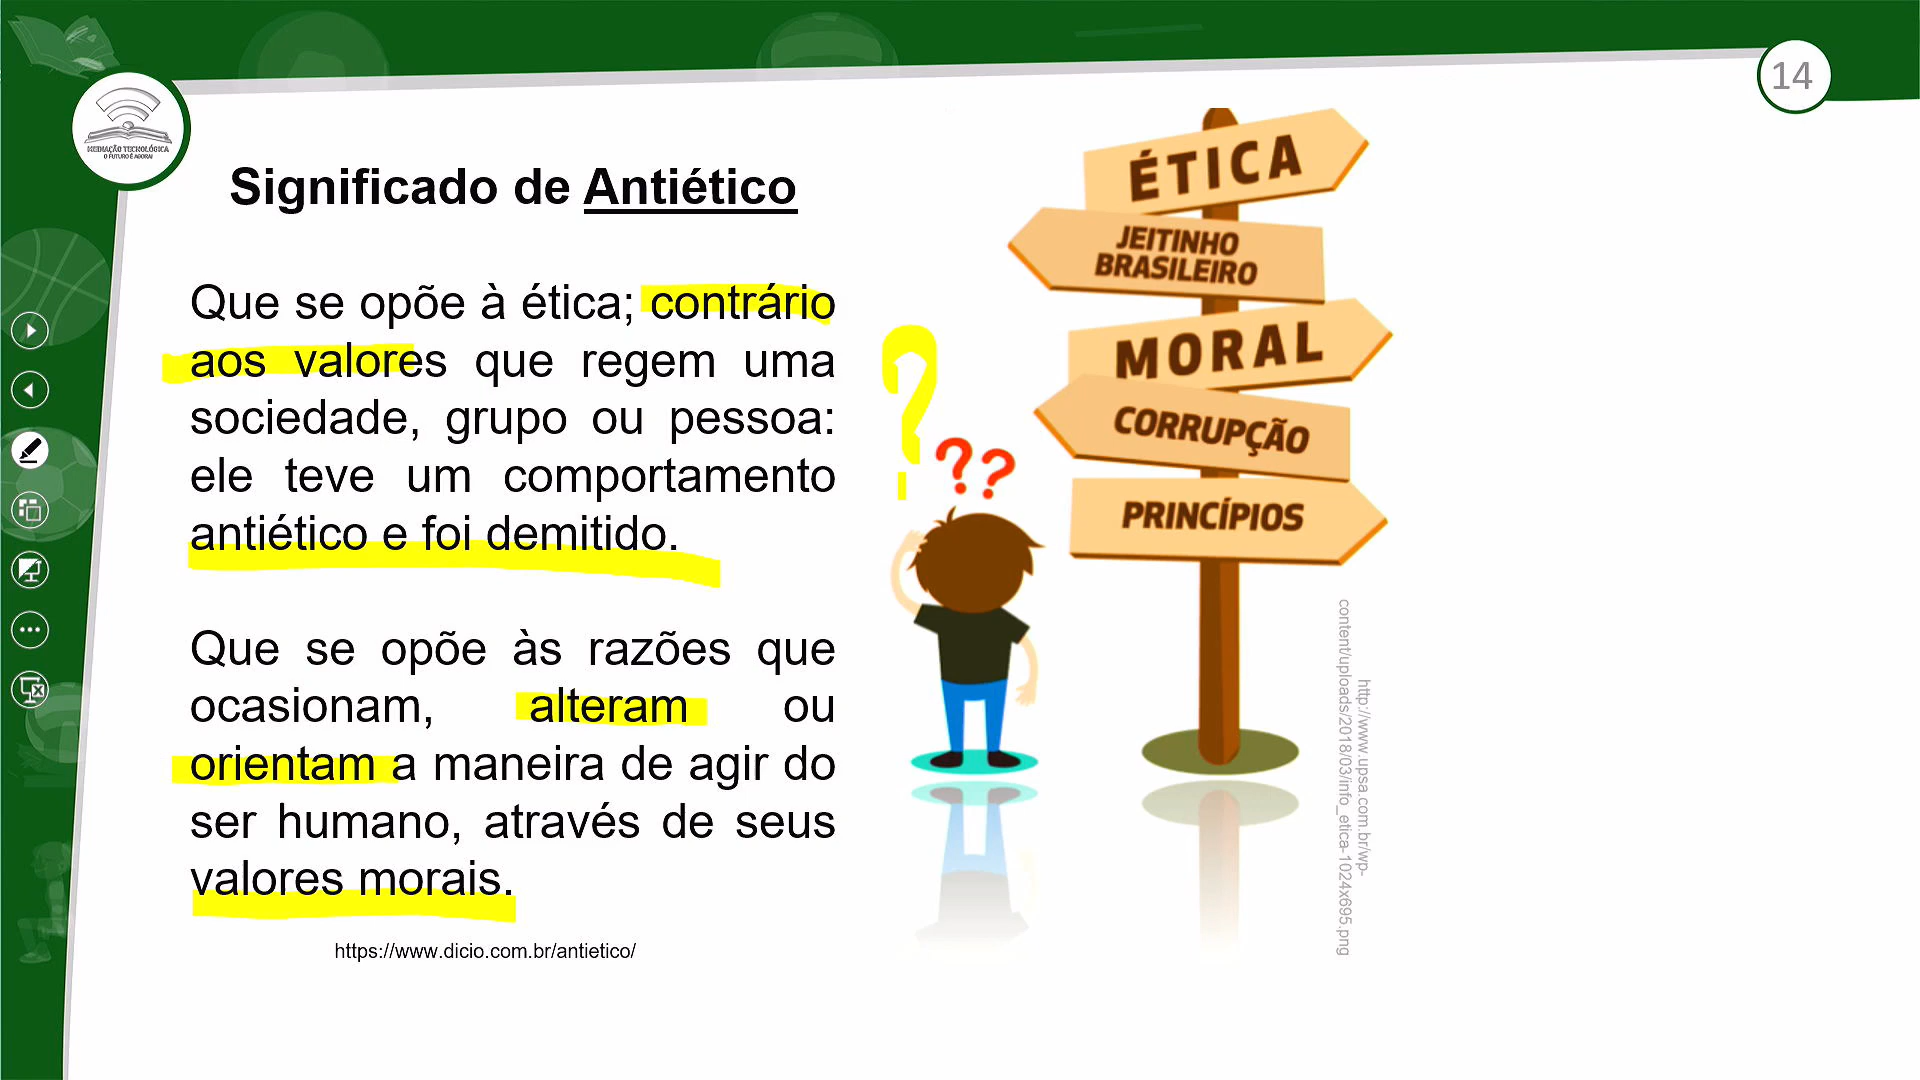 14
MEDIAÇÃO TECNOLÓGICA
O FUTURO É AGORA!
Significado de Antiético
Que se opõe à ética; contrário
aos valores que regem uma
sociedade, grupo ou pessoa:
ele teve um comportamento
antiético e foi demitido.
Que se opõe às razões que
ocasionam, alteram ou
orientam a maneira de agir do
ser humano, através de seus
valores morais.
https://www.dicio.com.br/antietico/
ÉTICA
JEITINHO
BRASILEIRO
MORAL
CORRUPÇÃO
PRINCÍPIOS
?
??
http://www.upsa.com.br/wp-
content/uploads/2018/03/info_etica-1024x695.png